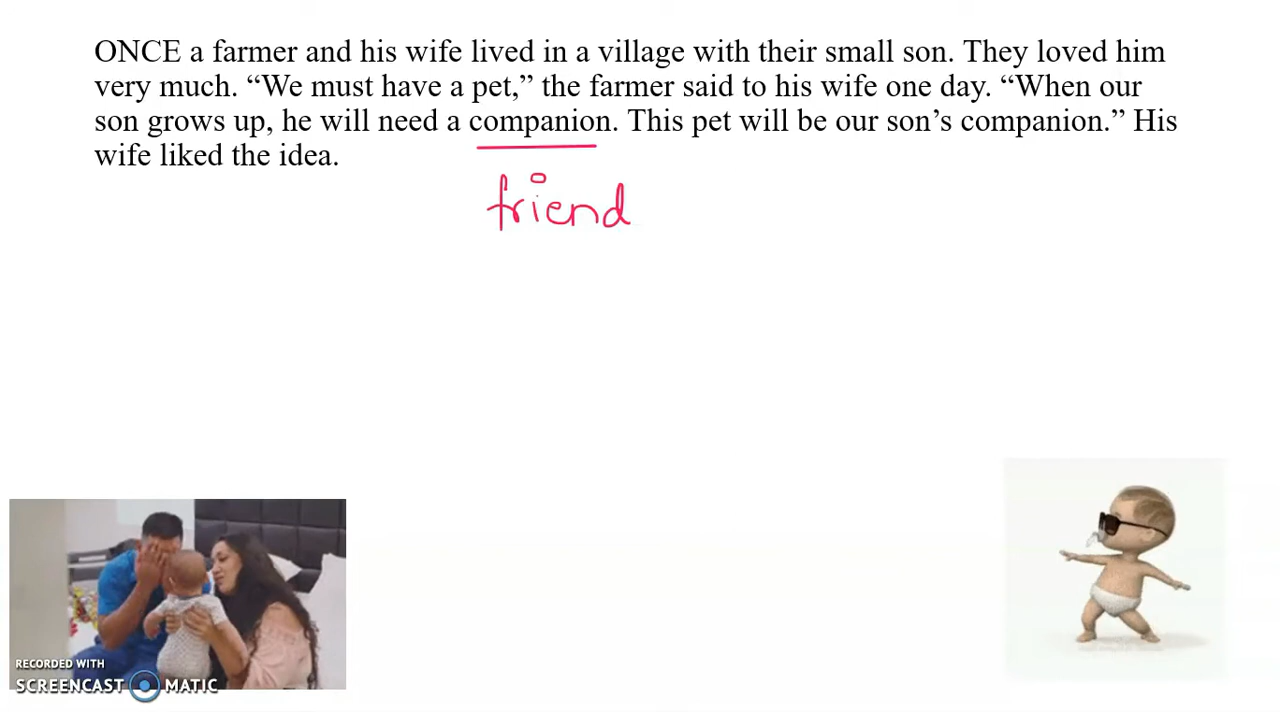 ONCE a farmer and his wife lived in a village with their small son. They loved him
very much. “We must have a pet,” the farmer said to his wife one day. “When our
son grows up, he will need a companion. This pet will be our son’s companion.” His
wife liked the idea.
friend
RECORDED WITH
SCREENCAST MATIC